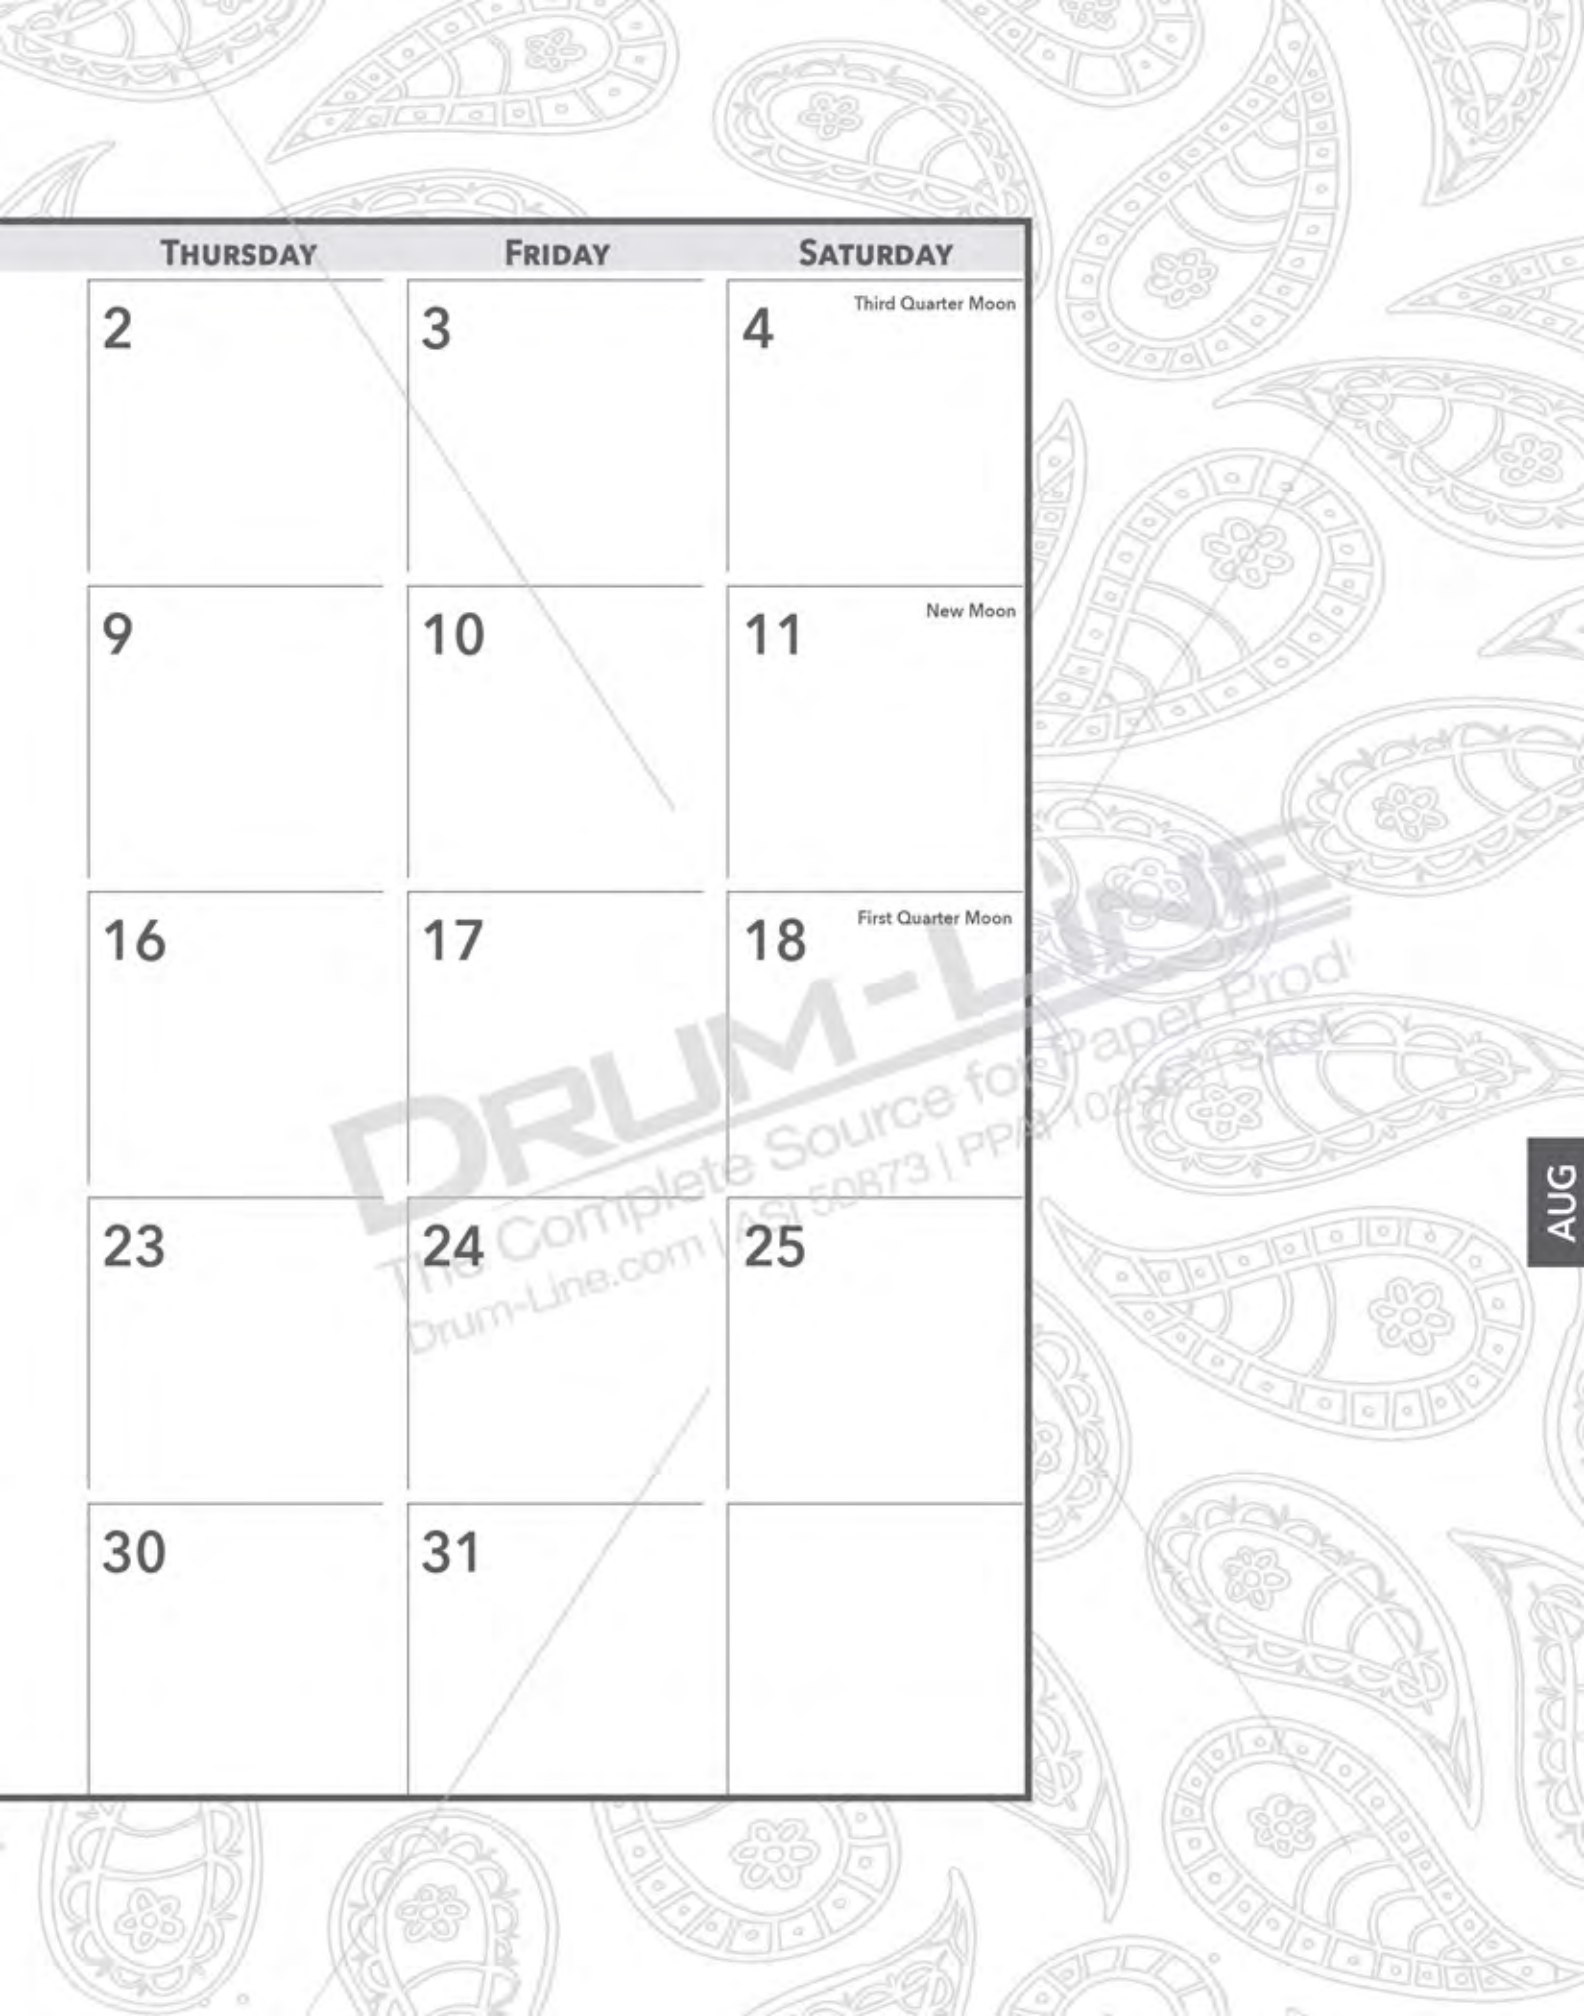 THURSDAY FRIDAY SATURDAY
2 3 4 Third Quarter Moon
9 10 11 New Moon
16 17 18 First Quarter Moon
DRUM-LINE
The Complete Source for Paper Prod
Drum-Line.com | ASI 50873 | PPAI
23 24 25
30 31
AUG